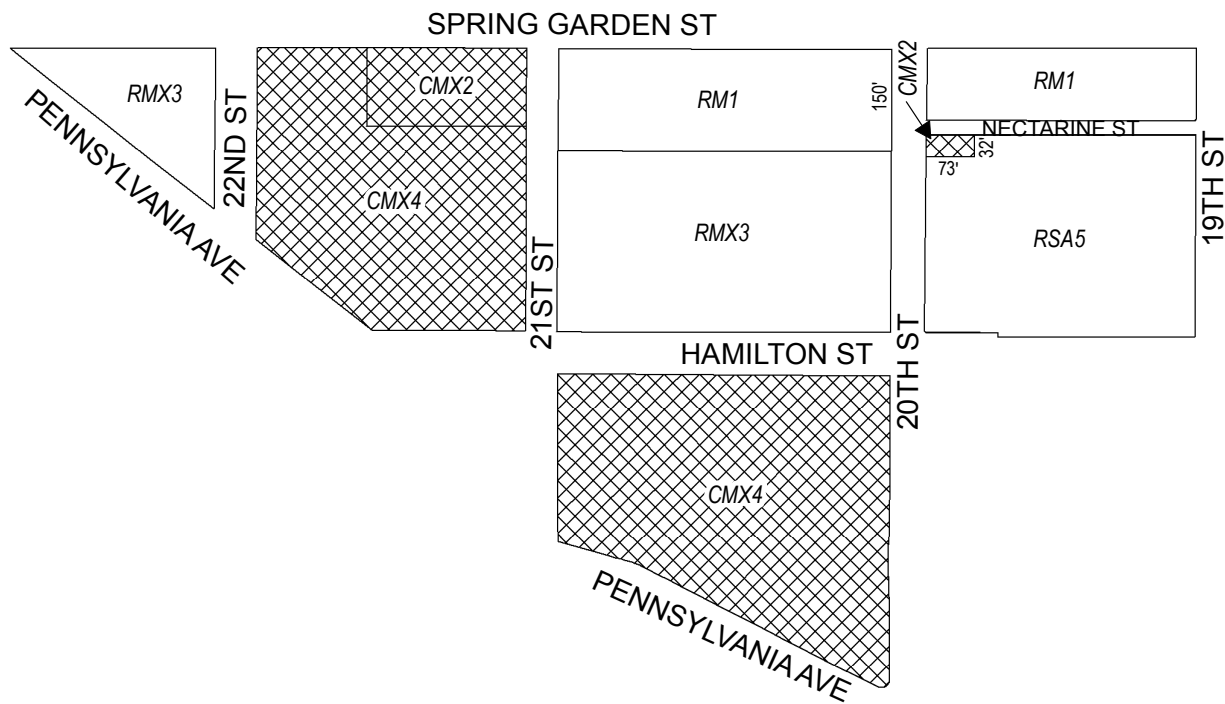 SPRING GARDEN ST
RMX3
22ND ST
PENNSYLVANIA AVE
CMX2
CMX4
21ST ST
RM1
150'
RMX3
CMX2
RM1
NECTARINE ST
32'
73'
RSA5
19TH ST
HAMILTON ST
20TH ST
CMX4
PENNSYLVANIA AVE